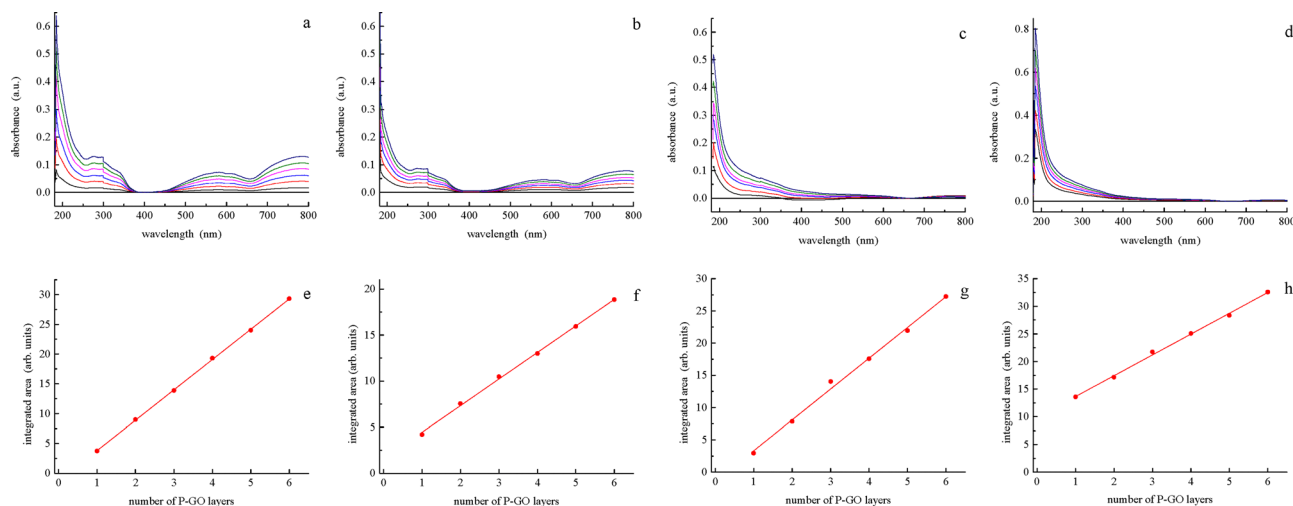 a
0.6
0.5
0.4
0.3
0.2
0.1
0.0
absorbance (a.u.)
200 300 400 500 600 700 800
wavelength (nm)
b
0.6
0.5
0.4
0.3
0.2
0.1
0.0
absorbance (a.u.)
200 300 400 500 600 700 800
wavelength (nm)
c
0.6
0.5
0.4
0.3
0.2
0.1
0.0
absorbance (a.u.)
200 300 400 500 600 700 800
wavelength (nm)
d
0.8
0.6
0.4
0.2
0.0
absorbance (a.u.)
200 300 400 500 600 700 800
wavelength (nm)
e
30
25
20
15
10
5
0
integrated area (arb. units)
0 1 2 3 4 5 6
number of P-GO layers
f
20
15
10
5
0
integrated area (arb. units)
0 1 2 3 4 5 6
number of P-GO layers
g
30
25
20
15
10
5
0
integrated area (arb. units)
0 1 2 3 4 5 6
number of P-GO layers
h
35
30
25
20
15
10
5
0
integrated area (arb. units)
0 1 2 3 4 5 6
number of P-GO layers